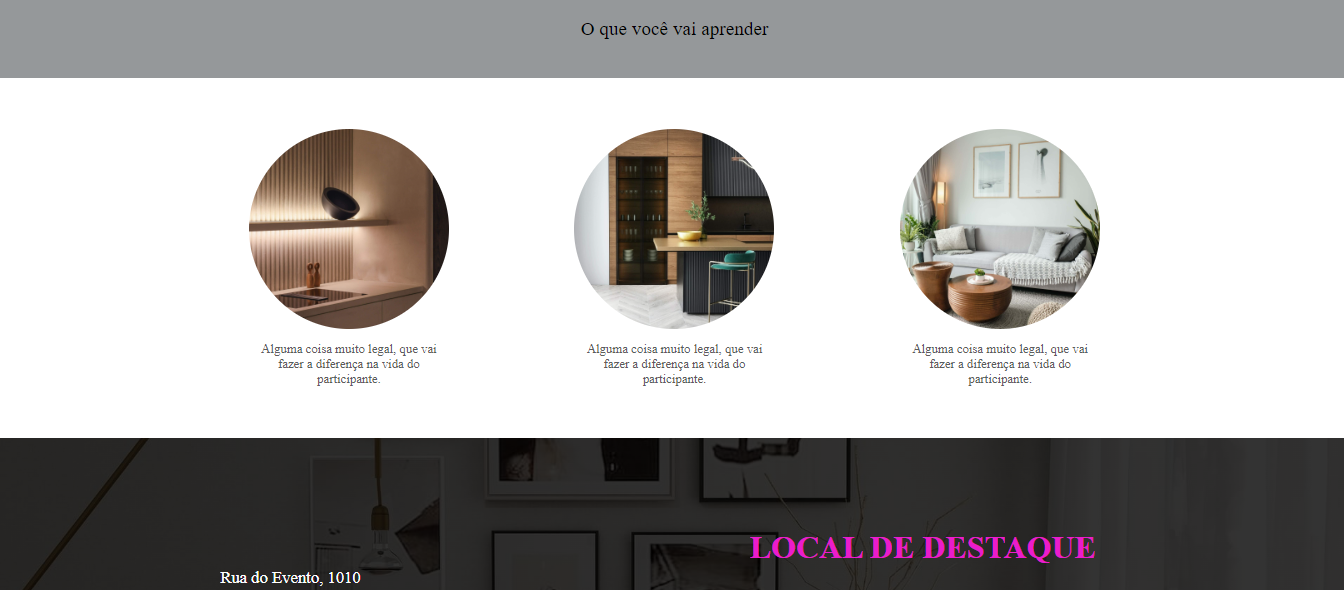 O que você vai aprender
Alguma coisa muito legal, que vai
fazer a diferença na vida do
participante.
Alguma coisa muito legal, que vai
fazer a diferença na vida do
participante.
Alguma coisa muito legal, que vai
fazer a diferença na vida do
participante.
LOCAL DE DESTAQUE
Rua do Evento, 1010